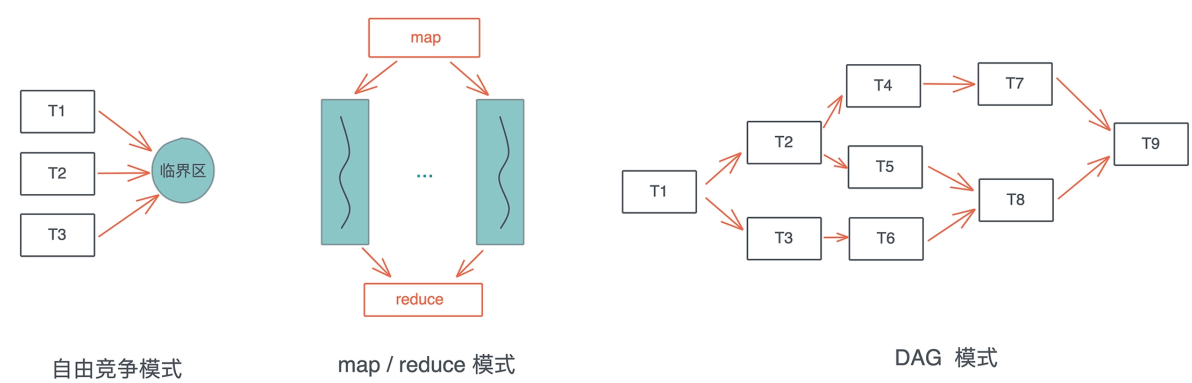 T1
T2
T3
临界区
自由竞争模式
map
...
reduce
map / reduce 模式
T1
T2
T3
T4
T5
T6
T7
T8
T9
DAG 模式